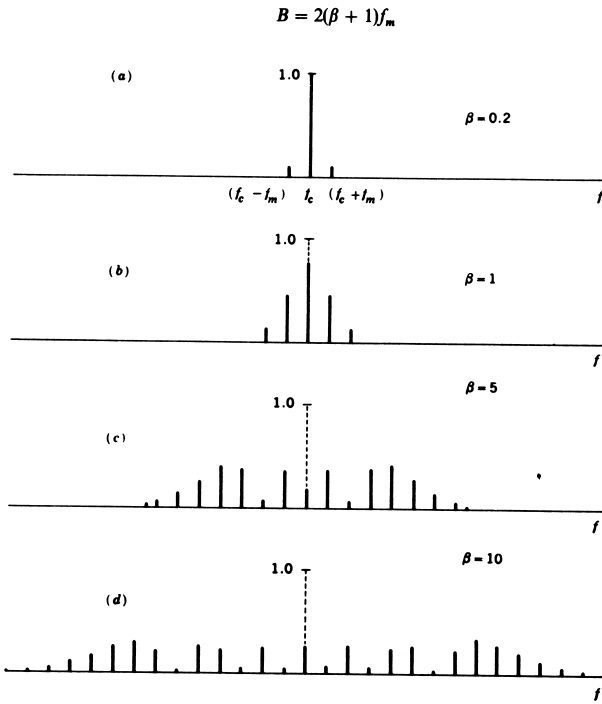 B = 2(β + 1)f_m
(a)
1.0
β = 0.2
(f_c − f_m) f_c (f_c + f_m)
f
(b)
1.0
β = 1
f
β = 5
(c)
1.0
f
β = 10
(d)
1.0
f